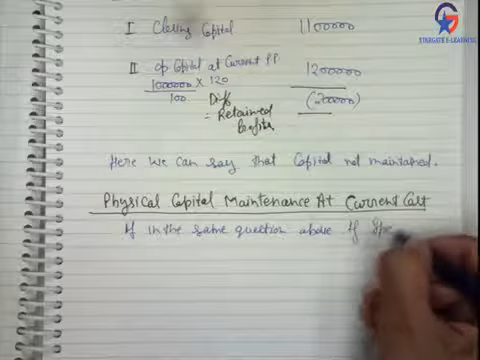 STARGATE E-LEARNING
I Closing Capital 1100000
II op Capital at Current PP 1200000
1000000 × 120
100
Diff (200000)
= Retained
Profits
Here we can say that Capital not maintained.
Physical Capital Maintenance At Current Cost
If in the same question above if Spe